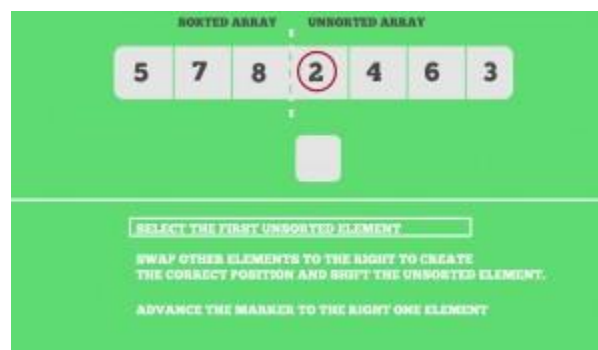 SORTED ARRAY UNSORTED ARRAY
5 7 8 2 4 6 3
SELECT THE FIRST UNSORTED ELEMENT
SWAP OTHER ELEMENTS TO THE RIGHT TO CREATE
THE CORRECT POSITION AND SHIFT THE UNSORTED ELEMENT.
ADVANCE THE MARKER TO THE RIGHT ONE ELEMENT